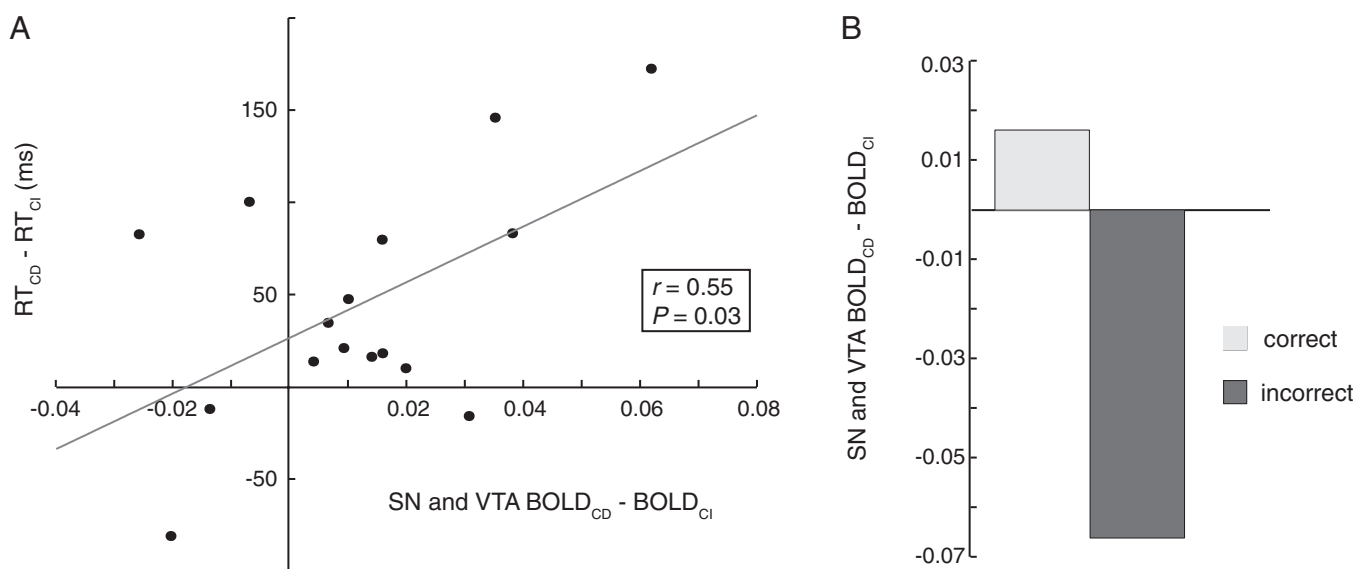 A
RT_CD - RT_CI (ms)
150
50
-50
-0.04
-0.02
0.02
0.04
0.06
0.08
r = 0.55
P = 0.03
SN and VTA BOLD_CD - BOLD_CI
B
SN and VTA BOLD_CD - BOLD_CI
0.03
0.01
-0.01
-0.03
-0.05
-0.07
correct
incorrect